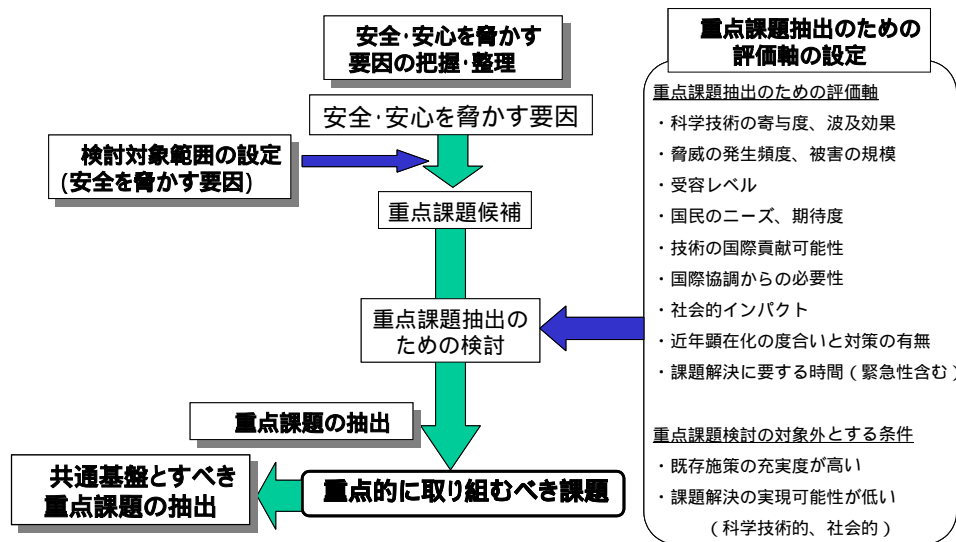 安全・安心を脅かす
要因の把握・整理
安全・安心を脅かす要因
検討対象範囲の設定
(安全を脅かす要因)
重点課題候補
重点課題抽出の
ための検討
重点課題の抽出
重点的に取り組むべき課題
共通基盤とすべき
重点課題の抽出
重点課題抽出のための
評価軸の設定
重点課題抽出のための評価軸
・科学技術の寄与度、波及効果
・脅威の発生頻度、被害の規模
・受容レベル
・国民のニーズ、期待度
・技術の国際貢献可能性
・国際協調からの必要性
・社会的インパクト
・近年顕在化の度合いと対策の有無
・課題解決に要する時間(緊急性含む)
重点課題検討の対象外とする条件
・既存施策の充実度が高い
・課題解決の実現可能性が低い
(科学技術的、社会的)